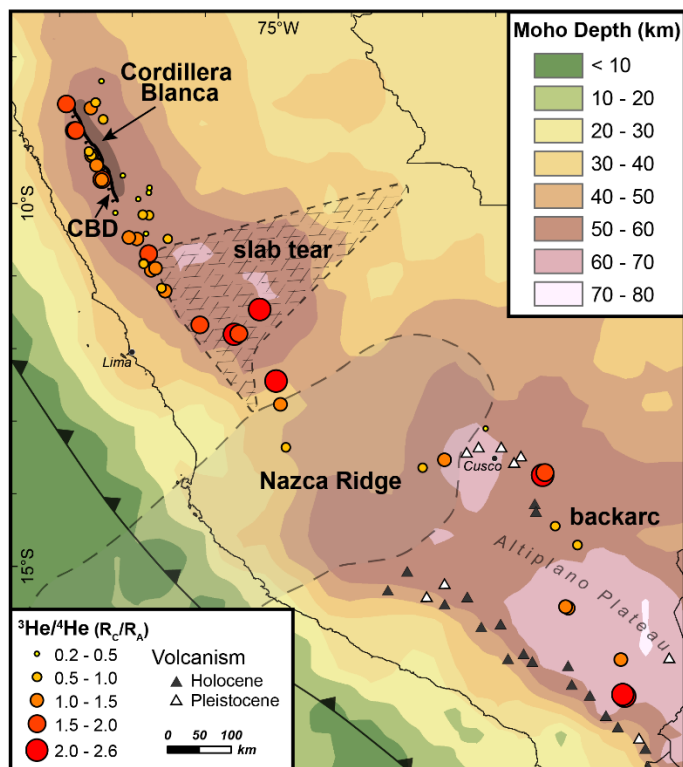 75°W
Moho Depth (km)
< 10
10 - 20
20 - 30
30 - 40
40 - 50
50 - 60
60 - 70
70 - 80
Cordillera
Blanca
10°S
CBD
slab tear
Lima
Nazca Ridge
Cusco
backarc
Altiplano Plateau
15°S
³He/⁴He (R_C/R_A)
0.2 - 0.5
0.5 - 1.0
1.0 - 1.5
1.5 - 2.0
2.0 - 2.6
Volcanism
Holocene
Pleistocene
0 50 100
km